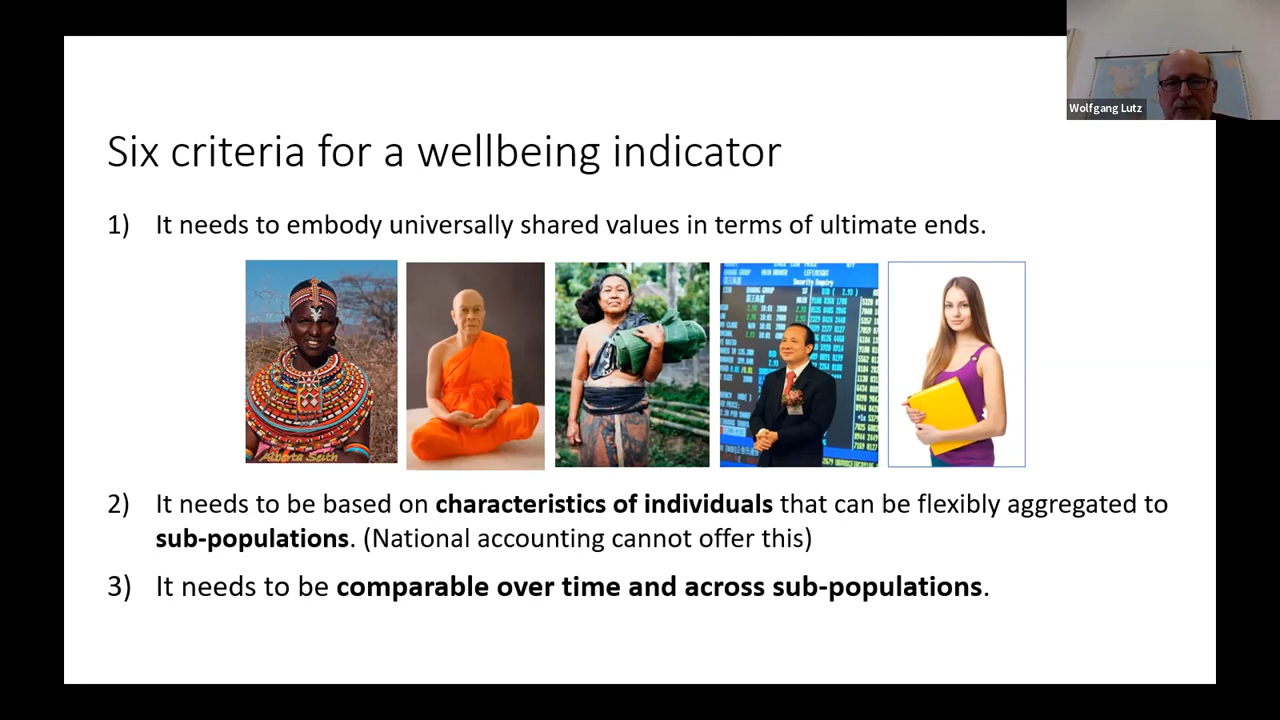 Wolfgang Lutz
Six criteria for a wellbeing indicator
1) It needs to embody universally shared values in terms of ultimate ends.
Alberta Seith
Security Enquiry
2) It needs to be based on characteristics of individuals that can be flexibly aggregated to
sub-populations. (National accounting cannot offer this)
3) It needs to be comparable over time and across sub-populations.